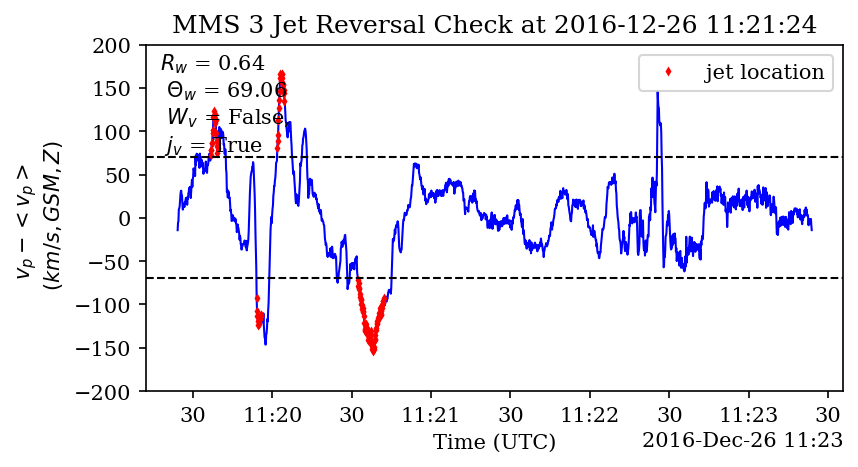 MMS 3 Jet Reversal Check at 2016-12-26 11:21:24
R_w = 0.64
Θ_w = 69.06
W_v = False
j_v = True
jet location
v_p − < v_p >
(km/s, GSM, Z)
200
150
100
50
0
−50
−100
−150
−200
30 11:20 30 11:21 30 11:22 30 11:23 30
Time (UTC)
2016-Dec-26 11:23